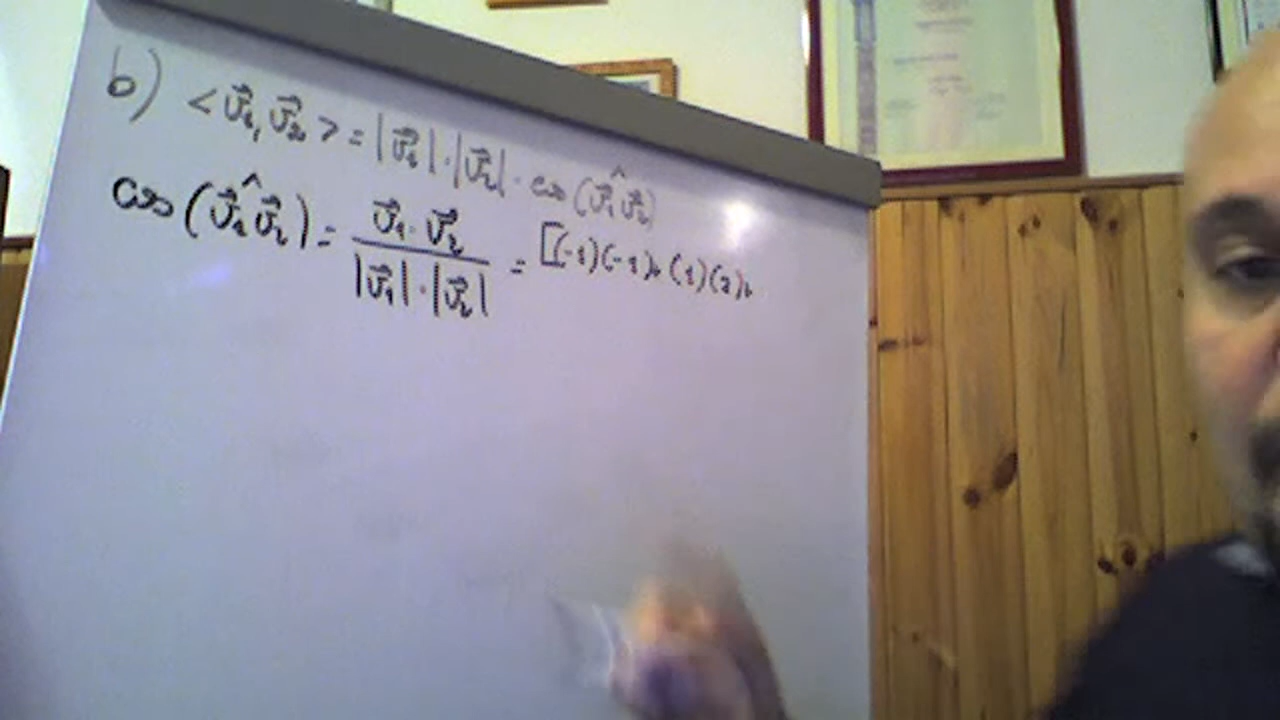 b) < v⃗₁, v⃗₂ > = |v⃗₁| · |v⃗₂| · cos (v⃗₁^v⃗₂)
cos (v⃗₁^v⃗₂) = v⃗₁ · v⃗₂ / |v⃗₁| · |v⃗₂| = [(-1)(-1)+(1)(2)+